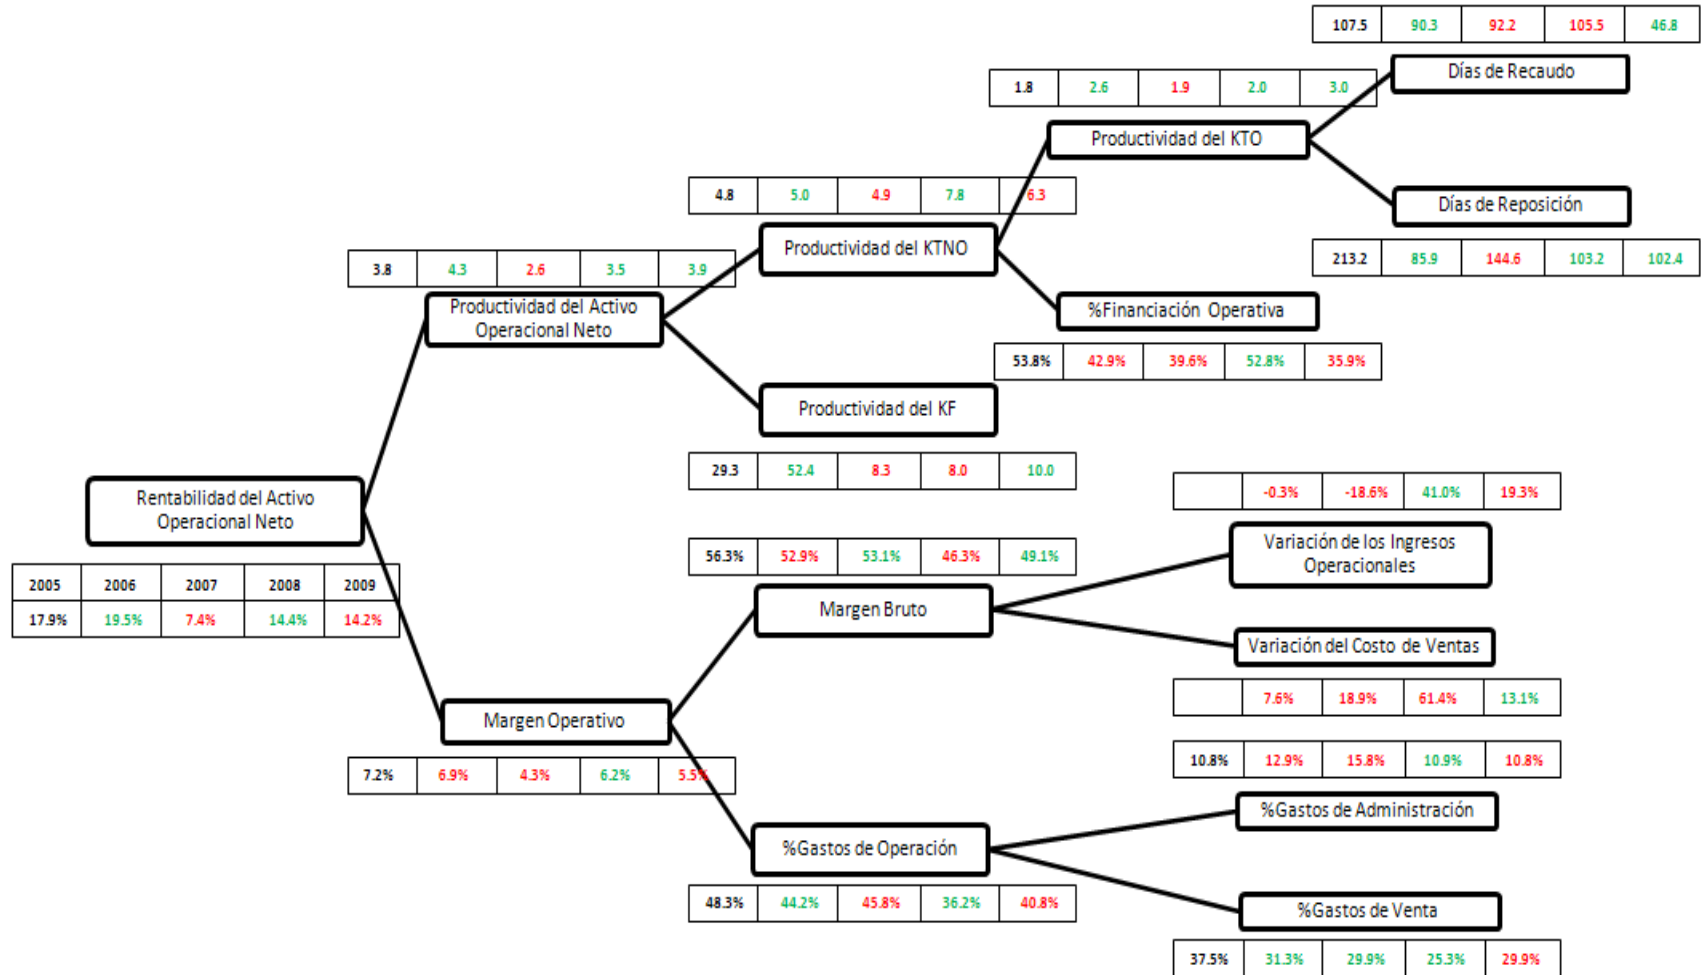 107.5 90.3 92.2 105.5 46.8
Días de Recaudo
1.8 2.6 1.9 2.0 3.0
Productividad del KTO
4.8 5.0 4.9 7.8 6.3
Días de Reposición
Productividad del KTNO
213.2 85.9 144.6 103.2 102.4
3.8 4.3 2.6 3.5 3.9
Productividad del Activo
Operacional Neto
%Financiación Operativa
53.8% 42.9% 39.6% 52.8% 35.9%
Productividad del KF
29.3 52.4 8.3 8.0 10.0
Rentabilidad del Activo
Operacional Neto
-0.3% -18.6% 41.0% 19.3%
56.3% 52.9% 53.1% 46.3% 49.1%
Variación de los Ingresos
Operacionales
2005 2006 2007 2008 2009
17.9% 19.5% 7.4% 14.4% 14.2%
Margen Bruto
Variación del Costo de Ventas
7.6% 18.9% 61.4% 13.1%
Margen Operativo
7.2% 6.9% 4.3% 6.2% 5.5%
10.8% 12.9% 15.8% 10.9% 10.8%
%Gastos de Administración
%Gastos de Operación
48.3% 44.2% 45.8% 36.2% 40.8%
%Gastos de Venta
37.5% 31.3% 29.9% 25.3% 29.9%